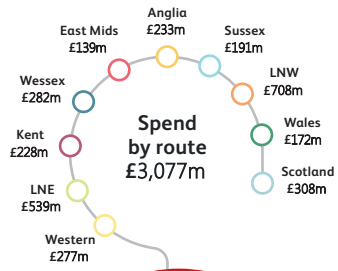 Anglia
£233m
East Mids
£139m
Sussex
£191m
LNW
£708m
Wessex
£282m
Spend
by route
£3,077m
Wales
£172m
Kent
£228m
Scotland
£308m
LNE
£539m
Western
£277m